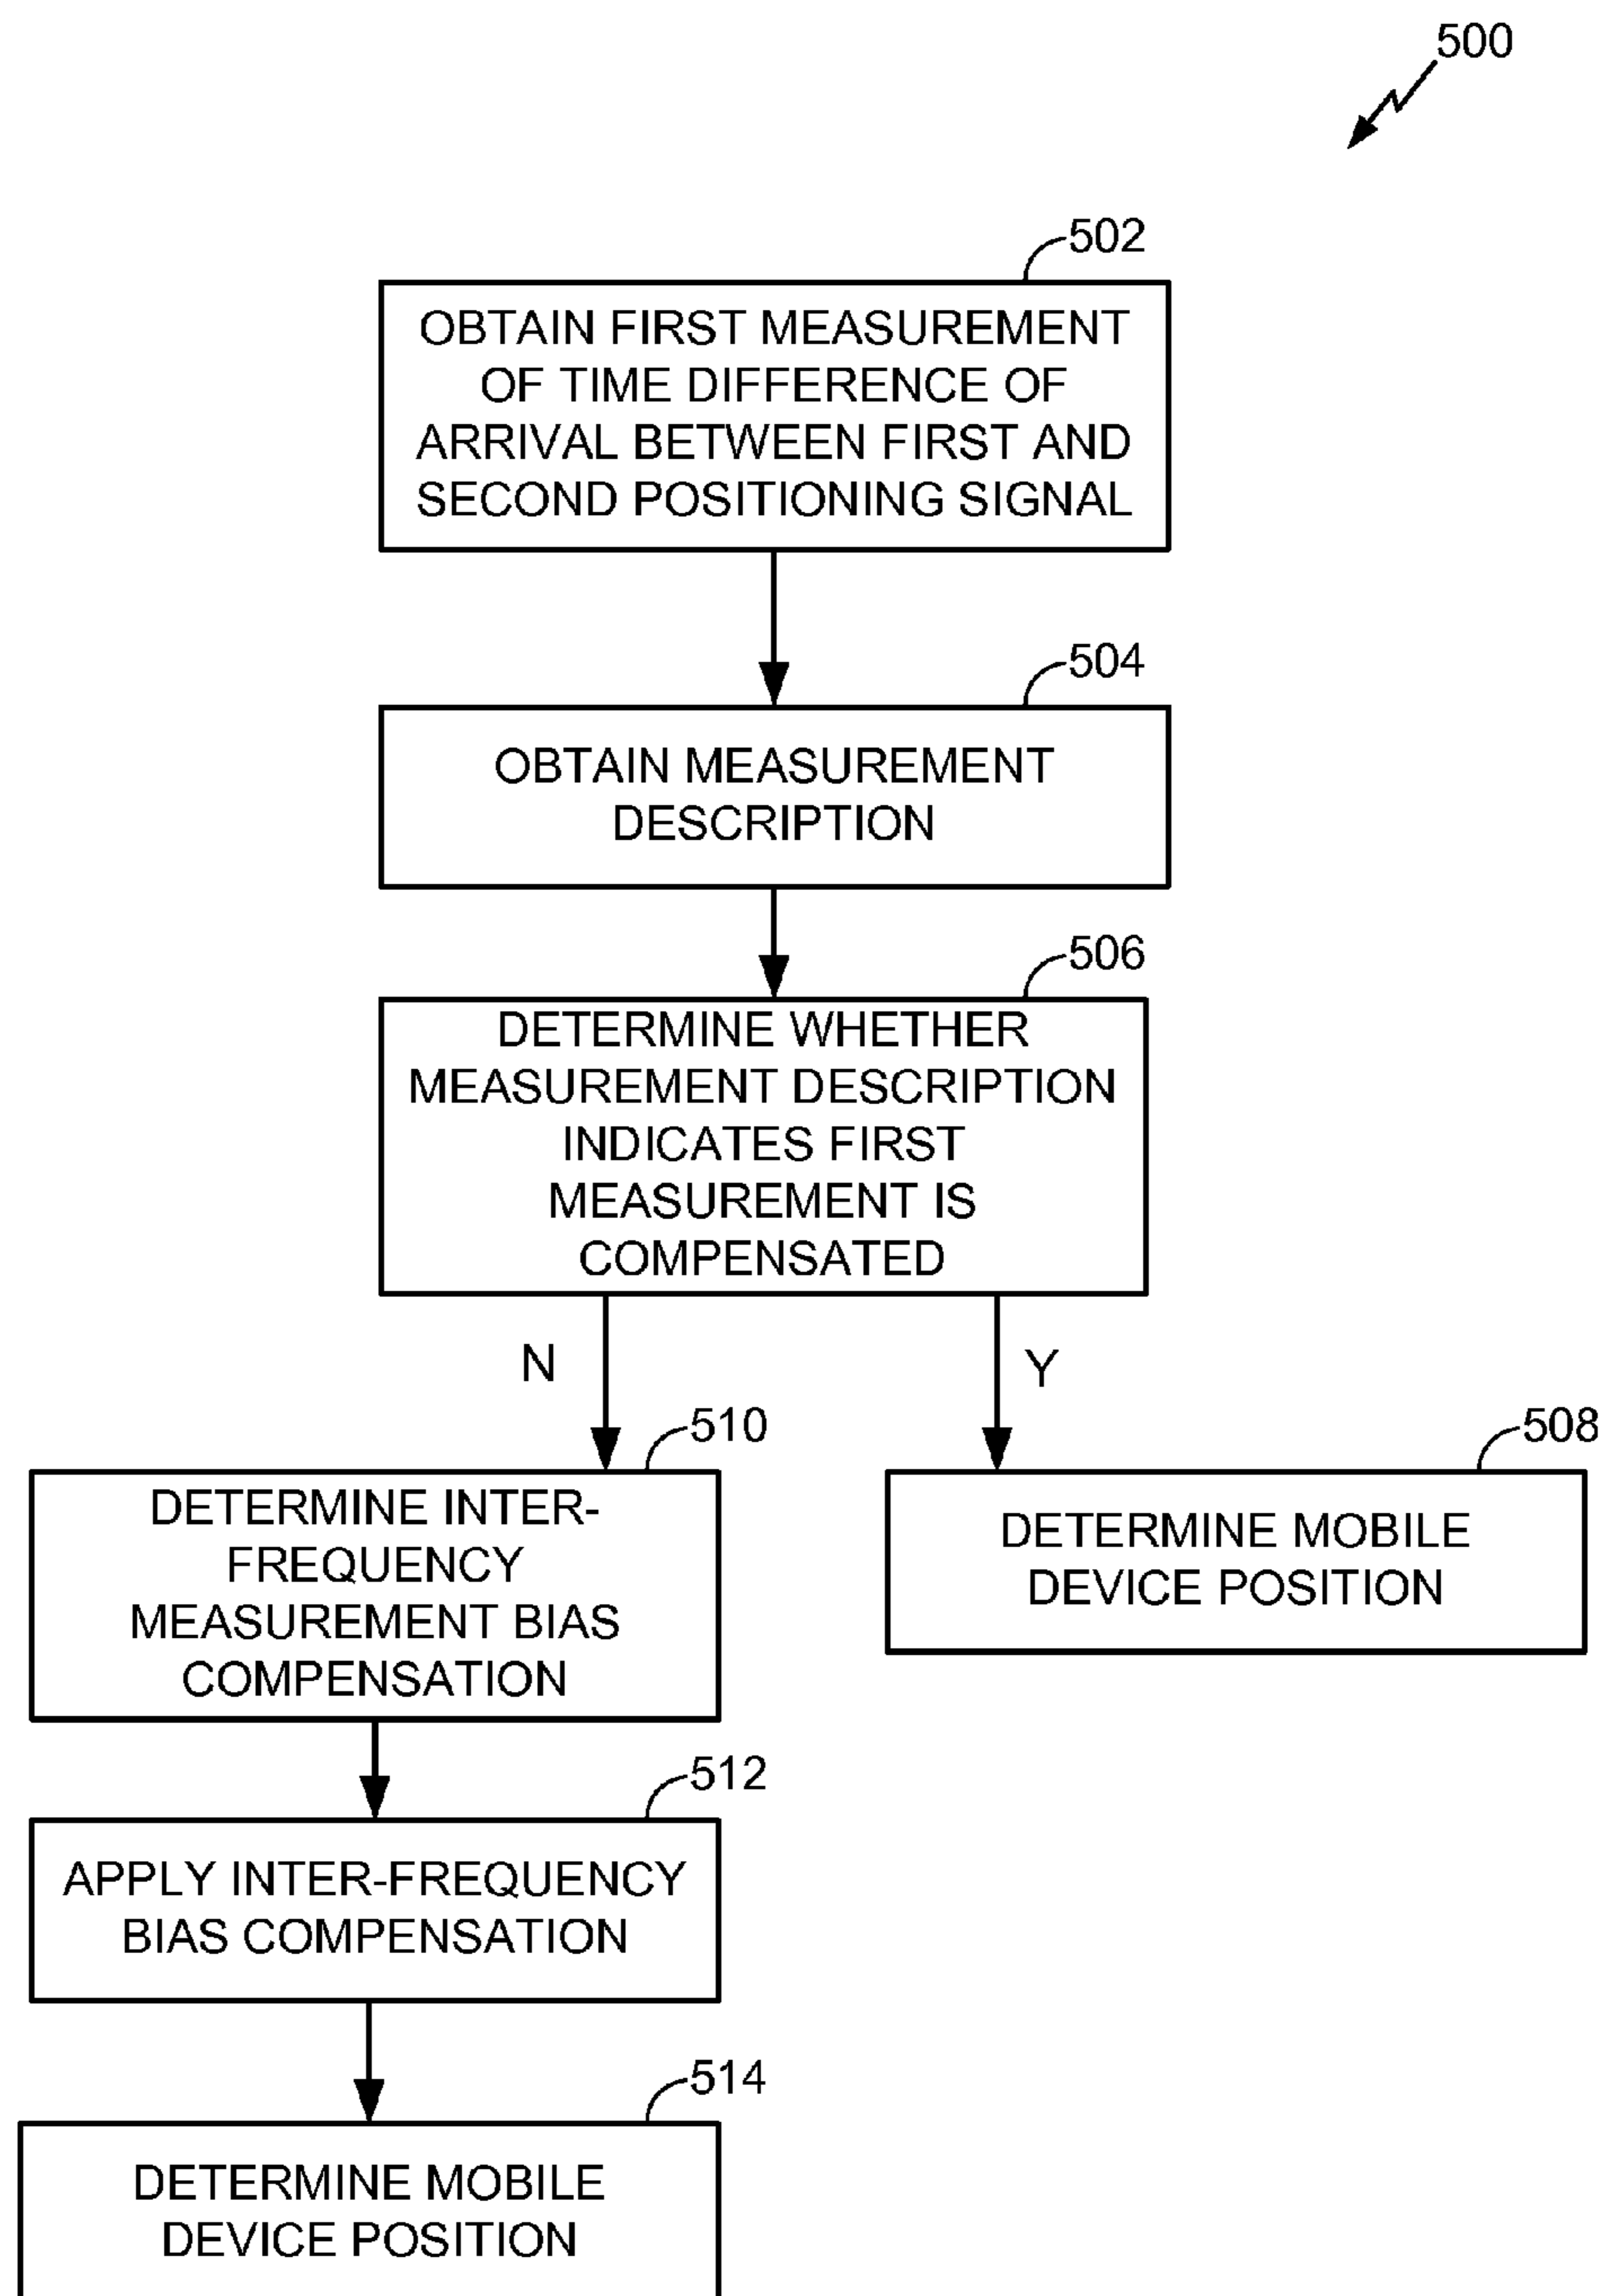 500
502
OBTAIN FIRST MEASUREMENT
OF TIME DIFFERENCE OF
ARRIVAL BETWEEN FIRST AND
SECOND POSITIONING SIGNAL
504
OBTAIN MEASUREMENT
DESCRIPTION
506
DETERMINE WHETHER
MEASUREMENT DESCRIPTION
INDICATES FIRST
MEASUREMENT IS
COMPENSATED
N
Y
510
DETERMINE INTER-
FREQUENCY
MEASUREMENT BIAS
COMPENSATION
508
DETERMINE MOBILE
DEVICE POSITION
512
APPLY INTER-FREQUENCY
BIAS COMPENSATION
514
DETERMINE MOBILE
DEVICE POSITION